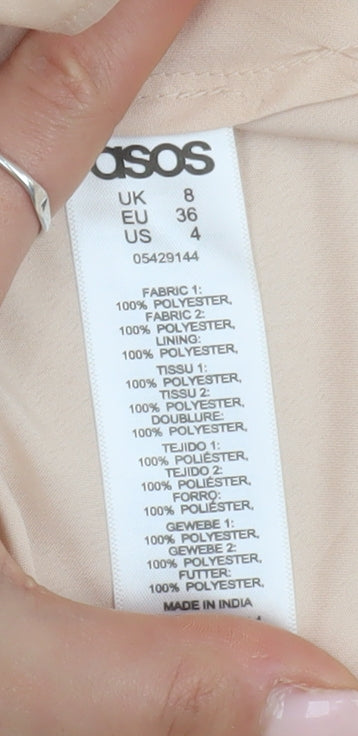 asos
UK 8
EU 36
US 4
05429144
FABRIC 1:
100% POLYESTER,
FABRIC 2:
100% POLYESTER,
LINING:
100% POLYESTER,
TISSU 1:
100% POLYESTER,
TISSU 2:
100% POLYESTER,
DOUBLURE:
100% POLYESTER,
TEJIDO 1:
100% POLIÉSTER,
TEJIDO 2:
100% POLIÉSTER,
FORRO:
100% POLIÉSTER,
GEWEBE 1:
100% POLYESTER,
GEWEBE 2:
100% POLYESTER,
FUTTER:
100% POLYESTER,
MADE IN INDIA